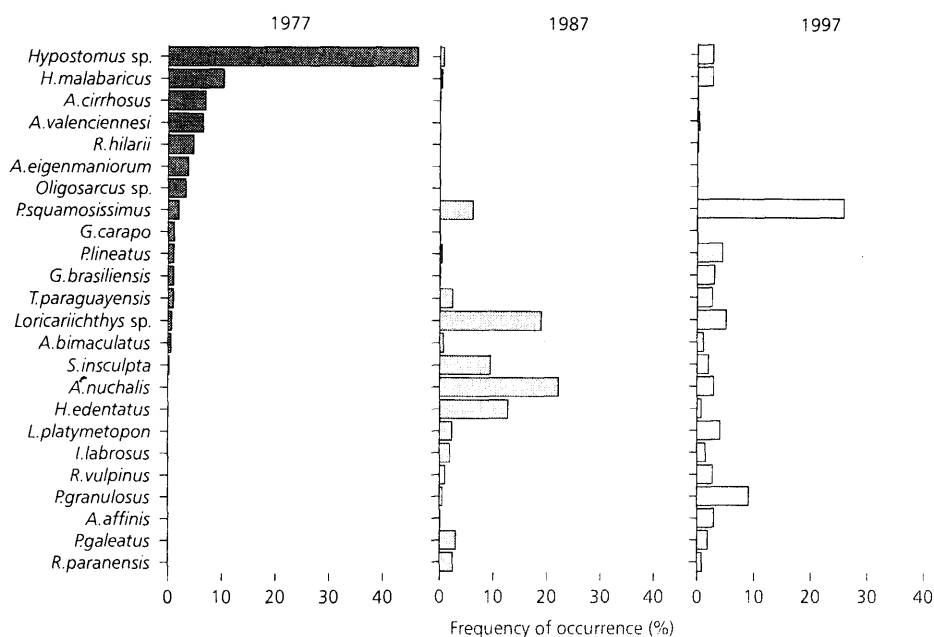 1977 1987 1997
Hypostomus sp.
H.malabaricus
A.cirrhosus
A.valenciennesi
R.hilarii
A.eigenmaniorum
Oligosarcus sp.
P.squamosissimus
G.carapo
P.lineatus
G.brasiliensis
T.paraguayensis
Loricariichthys sp.
A.bimaculatus
S.insculpta
A.nuchalis
H.edentatus
L.platymetopon
I.labrosus
R.vulpinus
P.granulosus
A.affinis
P.galeatus
R.paranensis
0 10 20 30 40 0 10 20 30 40 0 10 20 30 40
Frequency of occurrence (%)